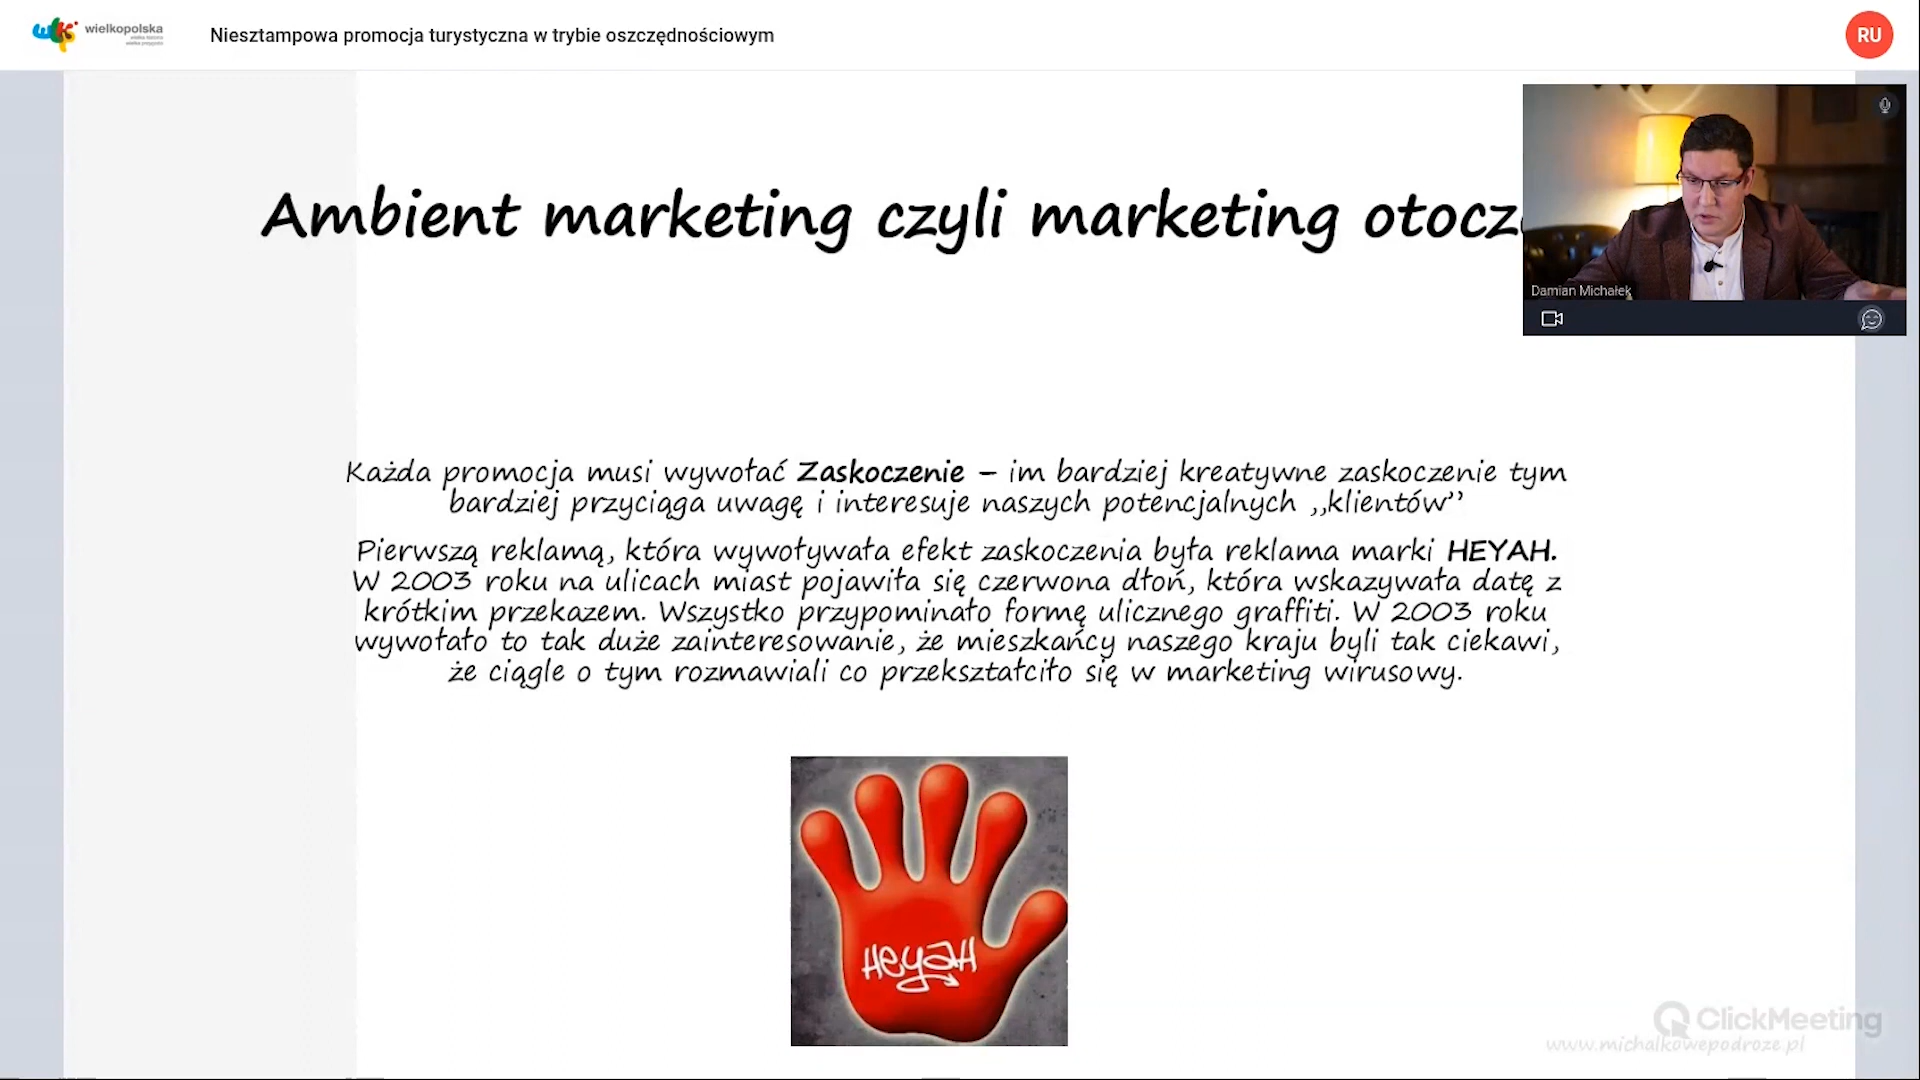 wielkopolska
Niesztampowa promocja turystyczna w trybie oszczędnościowym
RU
Ambient marketing czyli marketing otocz
Damian Michałek
Każda promocja musi wywołać Zaskoczenie – im bardziej kreatywne zaskoczenie tym
bardziej przyciąga uwagę i interesuje naszych potencjalnych ,,klientów”
Pierwszą reklamą, która wywoływała efekt zaskoczenia była reklama marki HEYAH.
W 2003 roku na ulicach miast pojawiła się czerwona dłoń, która wskazywała datę z
krótkim przekazem. Wszystko przypominało formę ulicznego graffiti. W 2003 roku
wywołało to tak duże zainteresowanie, że mieszkańcy naszego kraju byli tak ciekawi,
że ciągle o tym rozmawiali co przekształciło się w marketing wirusowy.
HeyaH
ClickMeeting
www.michalkowepodroze.pl